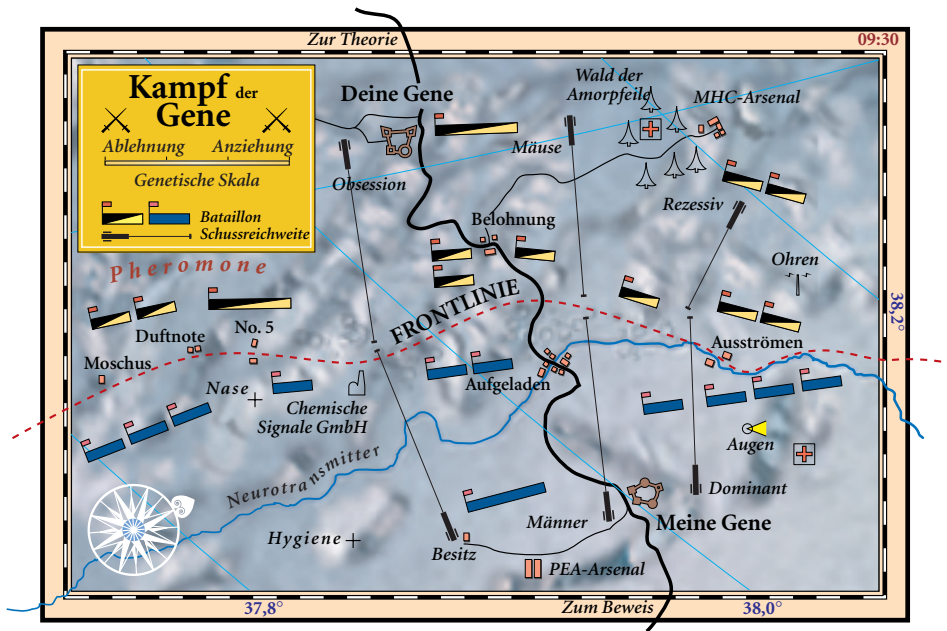 Zur Theorie
09:30
Kampf der
Gene
Ablehnung
Anziehung
Genetische Skala
Bataillon
Schussreichweite
Deine Gene
Obsession
Mäuse
Wald der
Amorpfeile
MHC-Arsenal
Rezessiv
Belohnung
Ohren
38,2°
Pheromone
FRONTLINIE
Duftnote
No. 5
Moschus
Nase
Chemische
Signale GmbH
Aufgeladen
Ausströmen
Augen
Neurotransmitter
Hygiene
Besitz
Männer
Dominant
Meine Gene
PEA-Arsenal
37,8°
Zum Beweis
38,0°